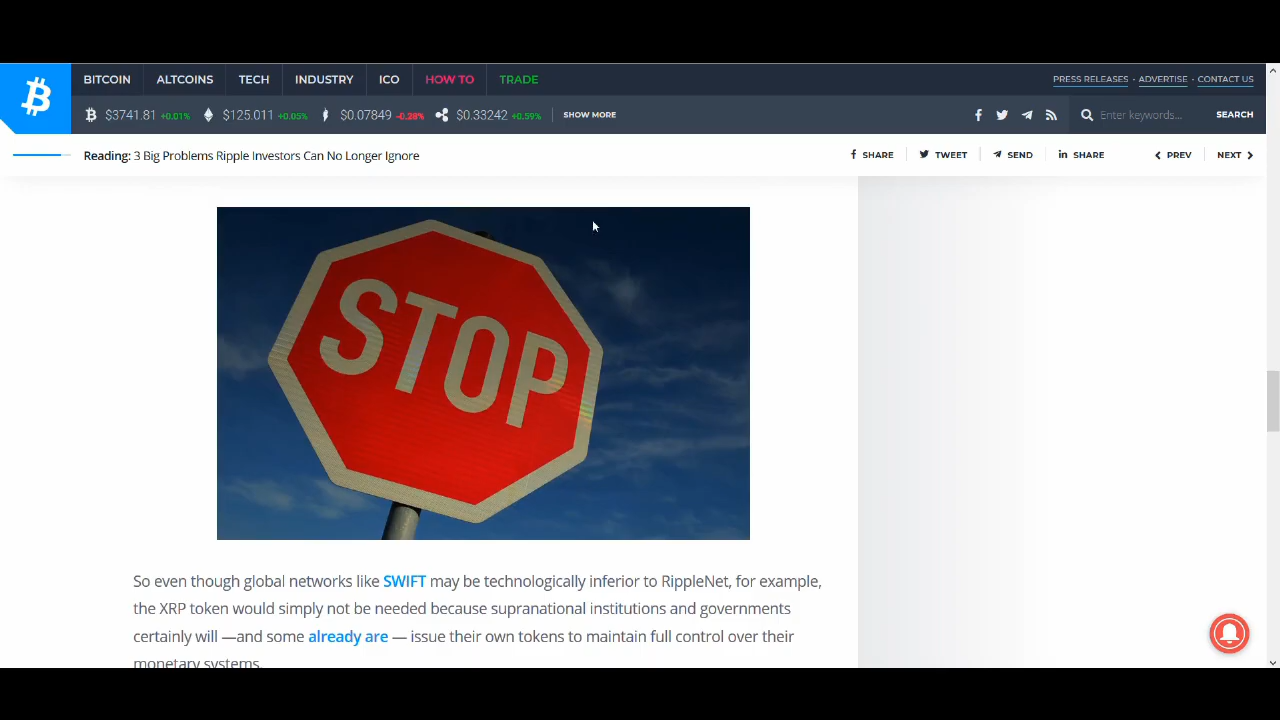 BITCOIN ALTCOINS TECH INDUSTRY ICO HOW TO TRADE PRESS RELEASES · ADVERTISE · CONTACT US
$3741.81 +0.01% $125.011 +0.05% $0.07849 -0.28% $0.33242 +0.59% SHOW MORE Enter keywords... SEARCH
Reading: 3 Big Problems Ripple Investors Can No Longer Ignore SHARE TWEET SEND SHARE PREV NEXT
STOP
So even though global networks like SWIFT may be technologically inferior to RippleNet, for example,
the XRP token would simply not be needed because supranational institutions and governments
certainly will —and some already are — issue their own tokens to maintain full control over their
monetary systems.